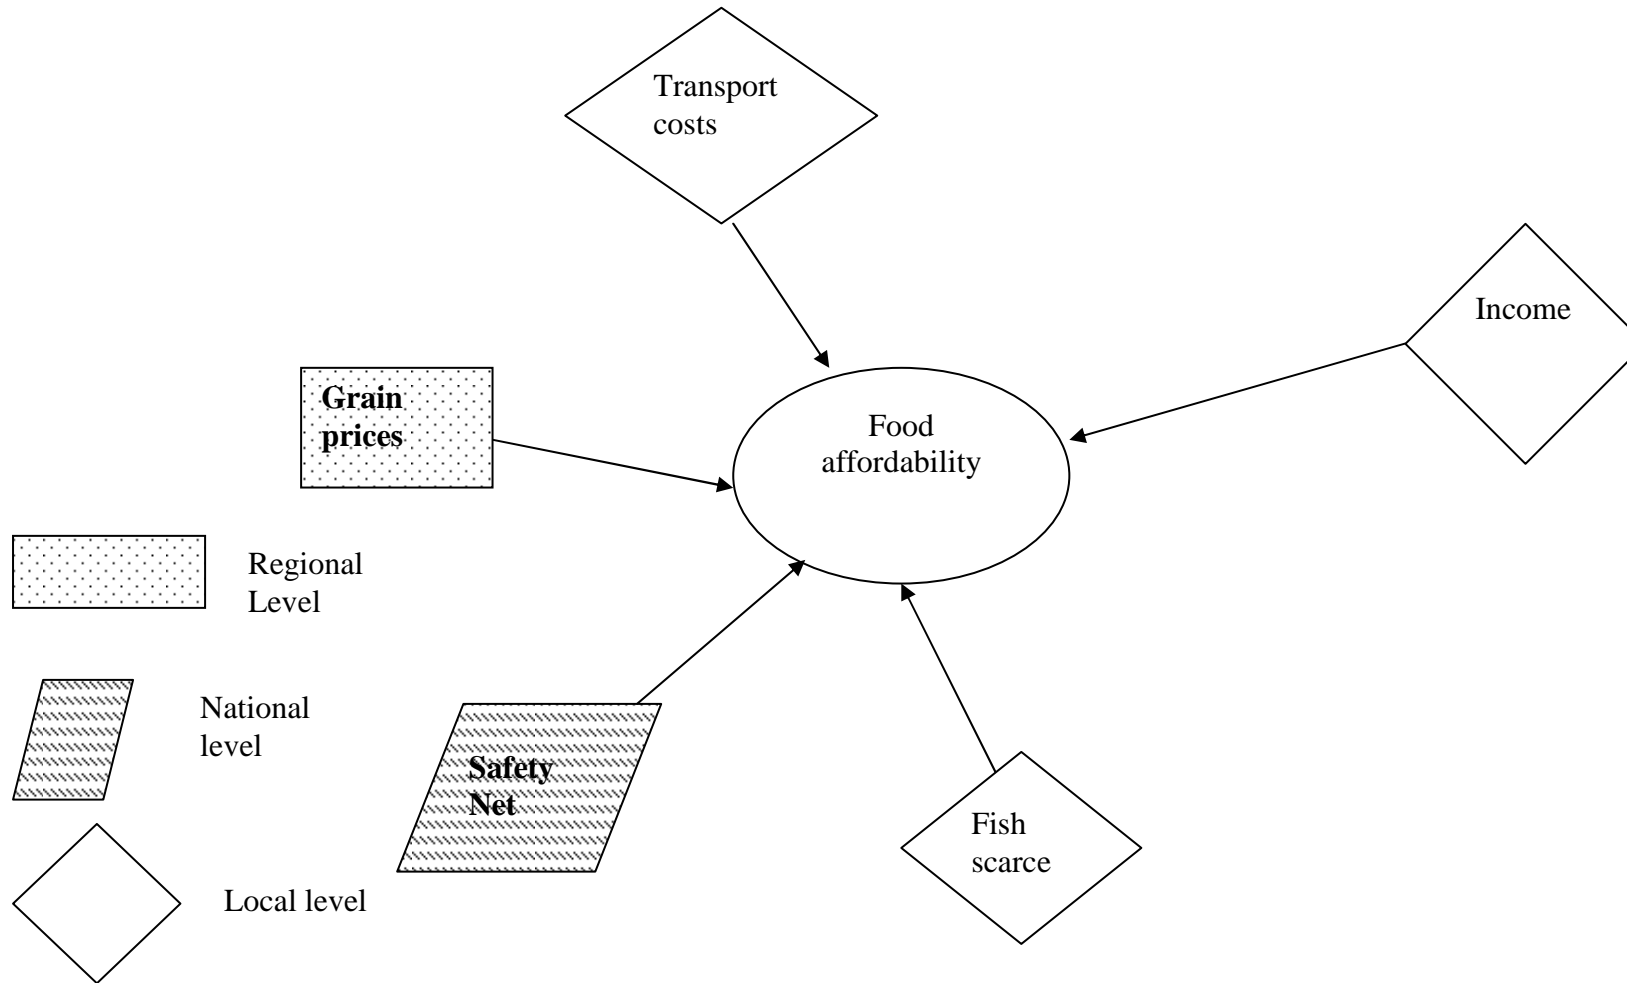 Transport
costs
Income
Grain
prices
Food
affordability
Regional
Level
National
level
Safety
Net
Fish
scarce
Local level